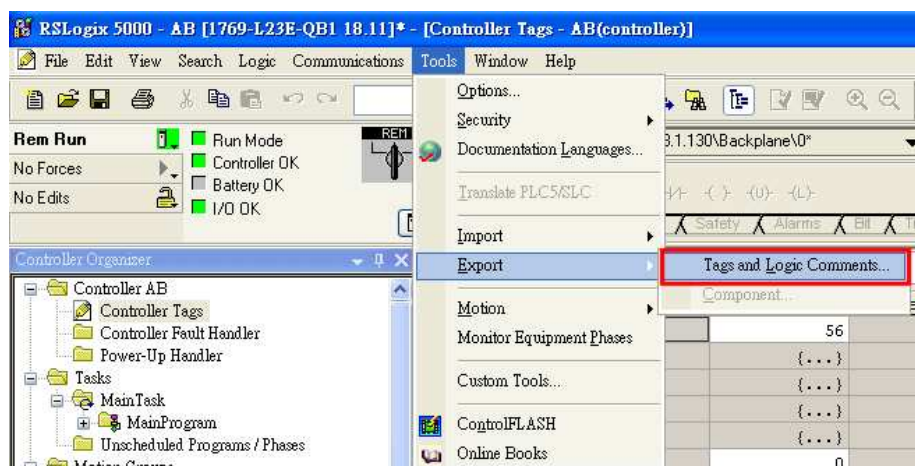 RSLogix 5000 - AB [1769-L23E-QB1 18.11]* - [Controller Tags - AB(controller)]
File Edit View Search Logic Communications Tools Window Help
Rem Run
Run Mode
REM
No Forces
Controller OK
Battery OK
No Edits
I/O OK
Options...
Security
Documentation Languages...
Translate PLC5/SLC
Import
Export
Motion
Monitor Equipment Phases
Custom Tools...
ControlFLASH
Online Books
3.1.130\Backplane\0*
Safety Alarms Bit
Tags and Logic Comments...
Component...
56
{...}
{...}
{...}
{...}
0
Controller Organizer
Controller AB
Controller Tags
Controller Fault Handler
Power-Up Handler
Tasks
MainTask
MainProgram
Unscheduled Programs / Phases
Motion Groups